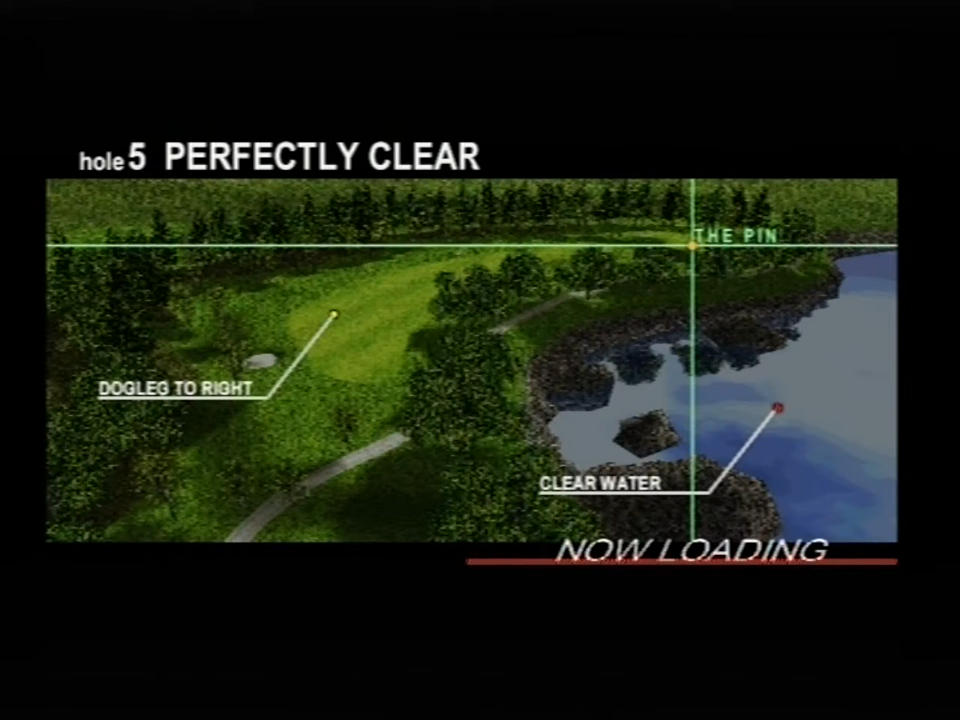 hole 5 PERFECTLY CLEAR
THE PIN
DOGLEG TO RIGHT
CLEAR WATER
NOW LOADING